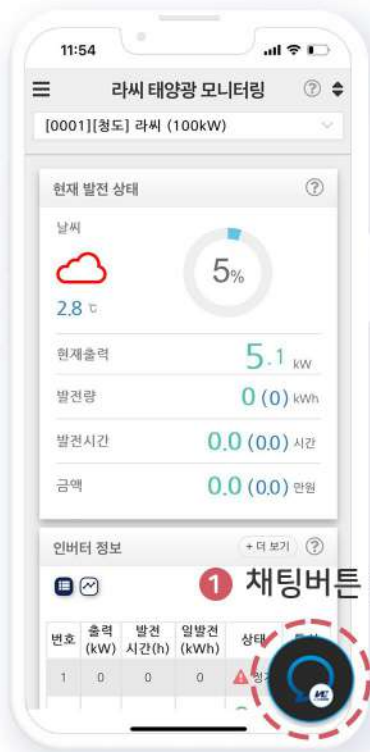 11:54
라씨 태양광 모니터링 ?
[0001][청도] 라씨 (100kW)
현재 발전 상태 ?
날씨
5%
2.8 ℃
현재출력 5.1 kW
발전량 0 (0) kWh
발전시간 0.0 (0.0) 시간
금액 0.0 (0.0) 만원
인버터 정보 + 더 보기 ?
1 채팅버튼
번호 출력 (kW) 발전 시간(h) 일발전 (kWh) 상태
1 0 0 0